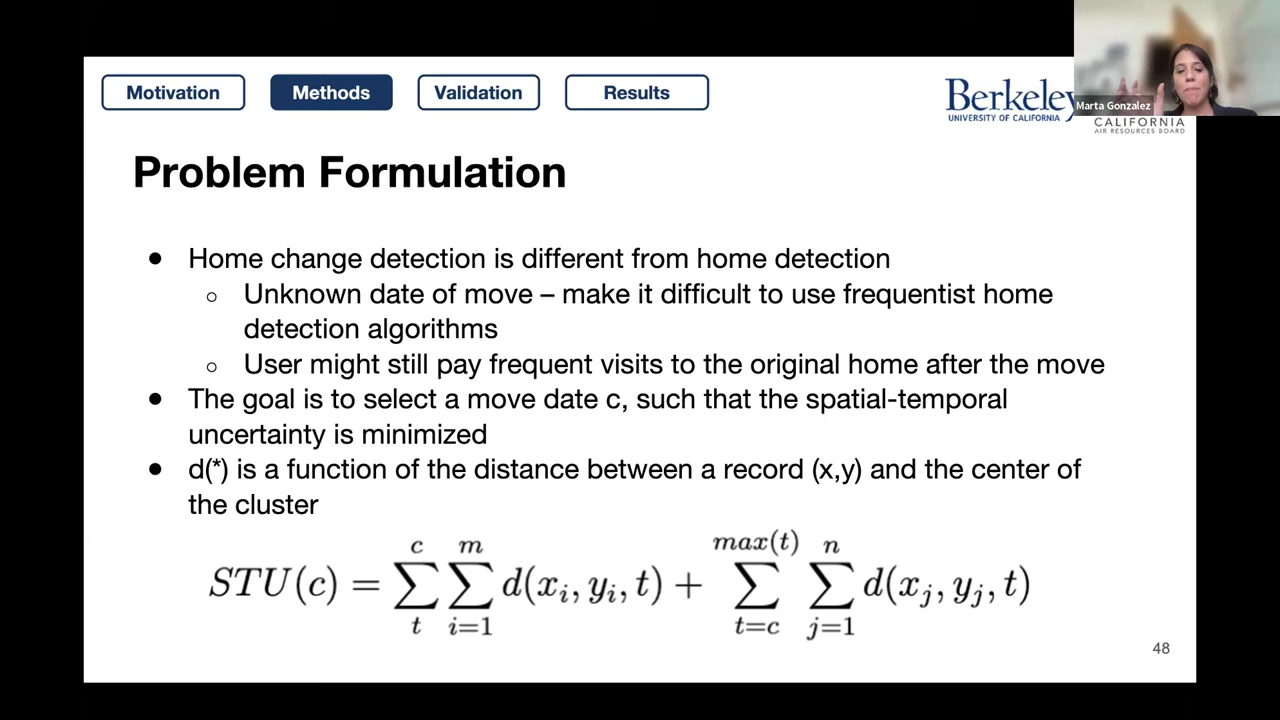 Motivation
Methods
Validation
Results
Berkeley
UNIVERSITY OF CALIFORNIA
Marta Gonzalez
CALIFORNIA
AIR RESOURCES BOARD
Problem Formulation
● Home change detection is different from home detection
○ Unknown date of move – make it difficult to use frequentist home
detection algorithms
○ User might still pay frequent visits to the original home after the move
● The goal is to select a move date c, such that the spatial-temporal
uncertainty is minimized
● d(*) is a function of the distance between a record (x,y) and the center of
the cluster
c m max(t) n
STU(c) = ∑ ∑ d(x_i, y_i, t) + ∑ ∑ d(x_j, y_j, t)
t i=1 t=c j=1
48